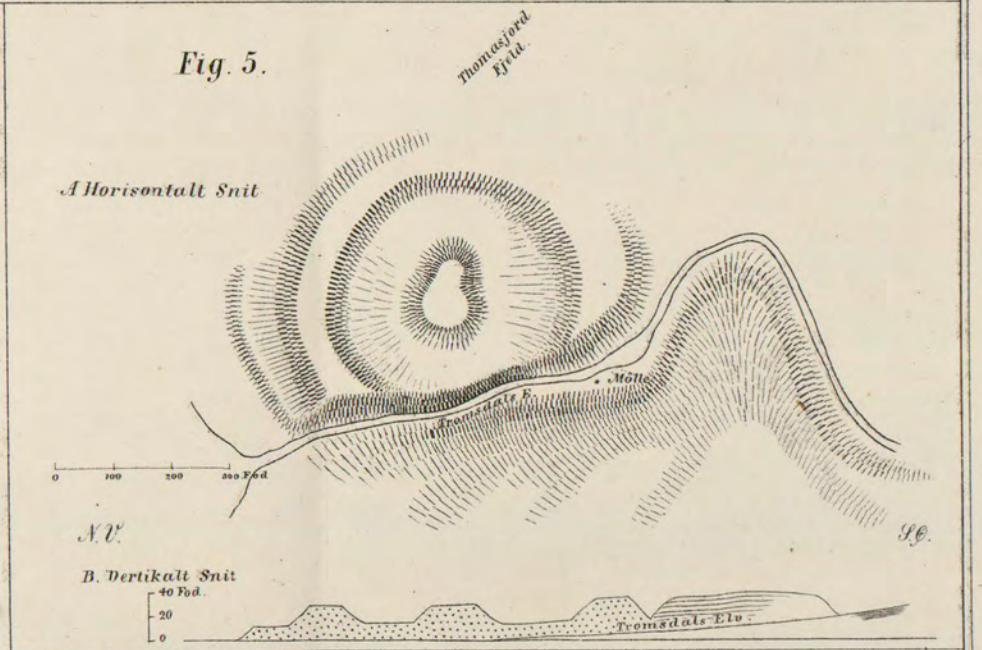 Thomasjord
Fjeld.
Fig. 5.
A Horisontalt Snit
Mölle
Tromsdals E.
0 100 200 300 Fod
N.V.
S.O.
B. Vertikalt Snit
40 Fod.
20
0
Tromsdals Elv.